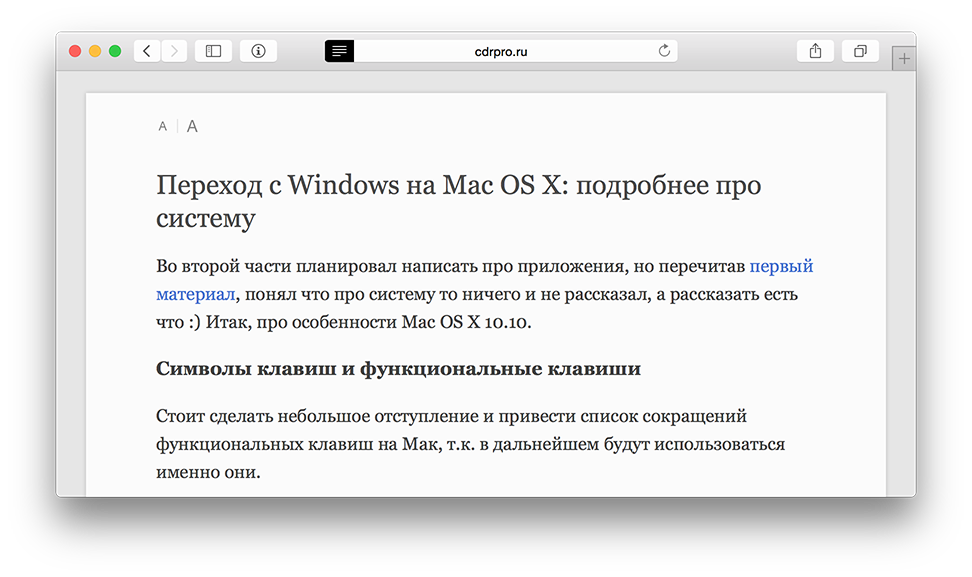 cdrpro.ru
A A
Переход с Windows на Mac OS X: подробнее про
систему
Во второй части планировал написать про приложения, но перечитав первый
материал, понял что про систему то ничего и не рассказал, а рассказать есть
что :) Итак, про особенности Mac OS X 10.10.
Символы клавиш и функциональные клавиши
Стоит сделать небольшое отступление и привести список сокращений
функциональных клавиш на Мак, т.к. в дальнейшем будут использоваться
именно они.